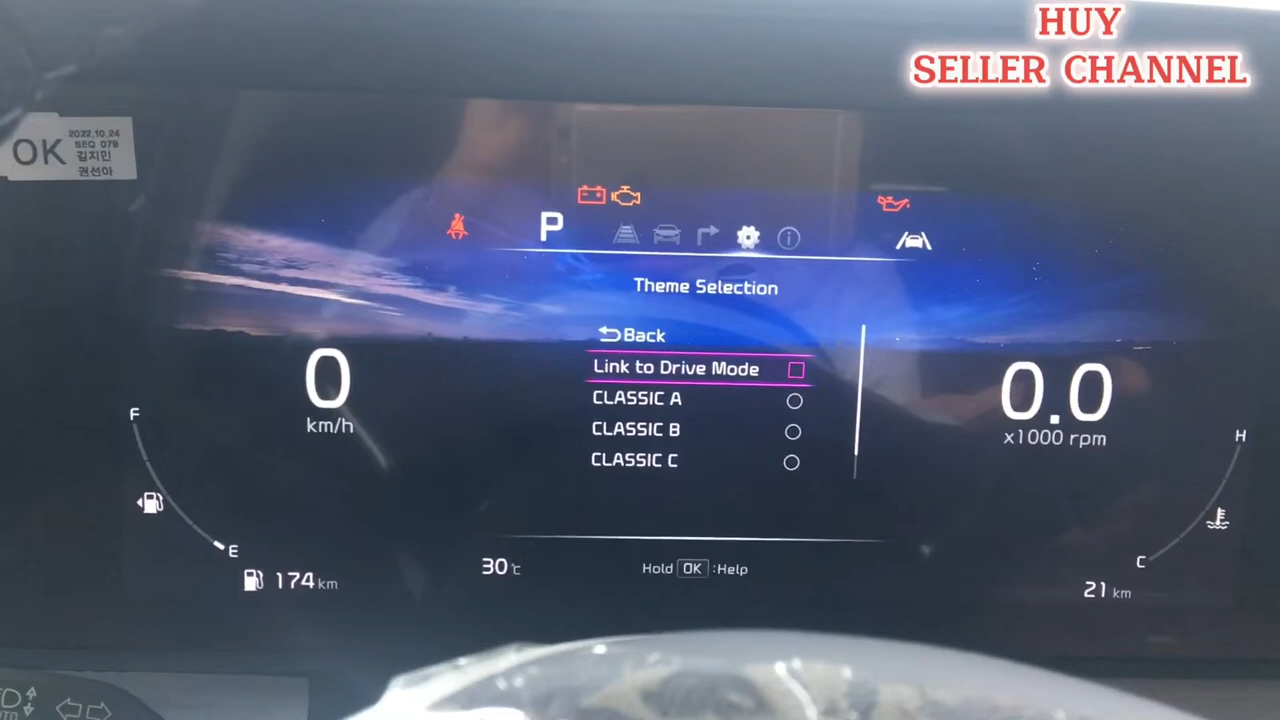 HUY
SELLER CHANNEL
OK
2022.10.24
SEQ 079
김지민
권선아
P
Theme Selection
Back
Link to Drive Mode
CLASSIC A
CLASSIC B
CLASSIC C
0
km/h
0.0
x1000 rpm
F
E
H
C
174 km
30℃
Hold OK :Help
21 km